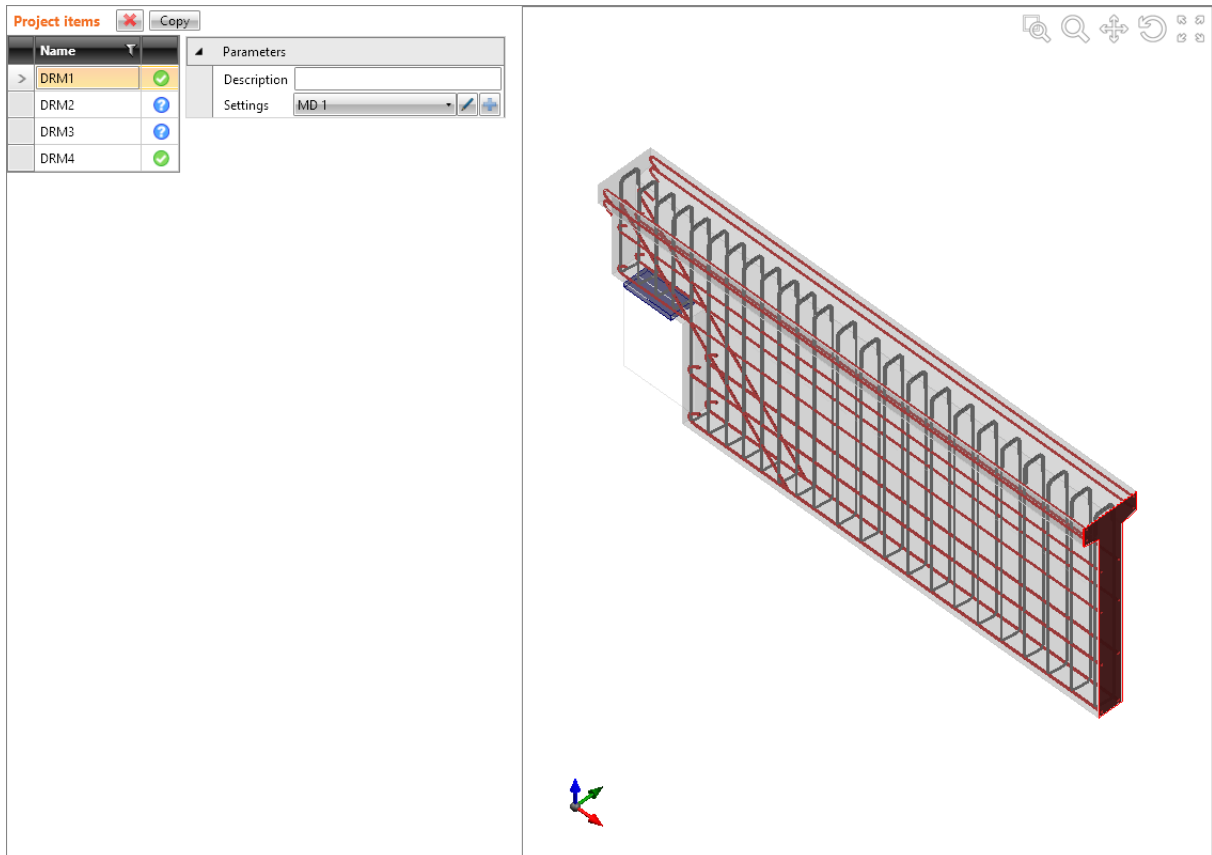 Project items Copy
Name
Parameters
DRM1
Description
DRM2
Settings MD 1
DRM3
DRM4